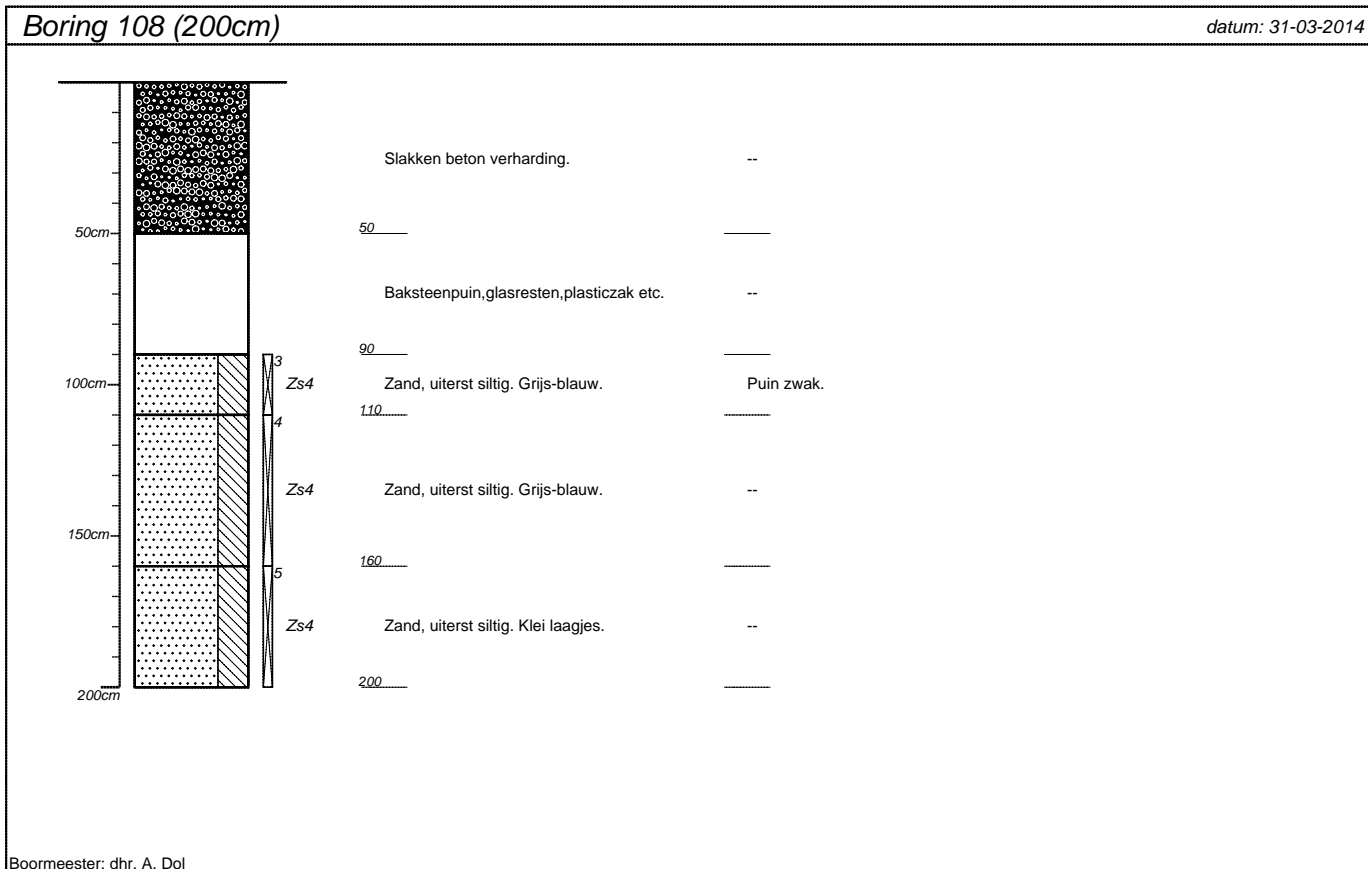 Boring 108 (200cm)
datum: 31-03-2014
Slakken beton verharding. --
50cm 50
Baksteenpuin,glasresten,plasticzak etc. --
90
3
100cm Zs4 Zand, uiterst siltig. Grijs-blauw. Puin zwak.
110
4
Zs4 Zand, uiterst siltig. Grijs-blauw. --
150cm
160
5
Zs4 Zand, uiterst siltig. Klei laagjes. --
200cm 200
Boormeester: dhr. A. Dol